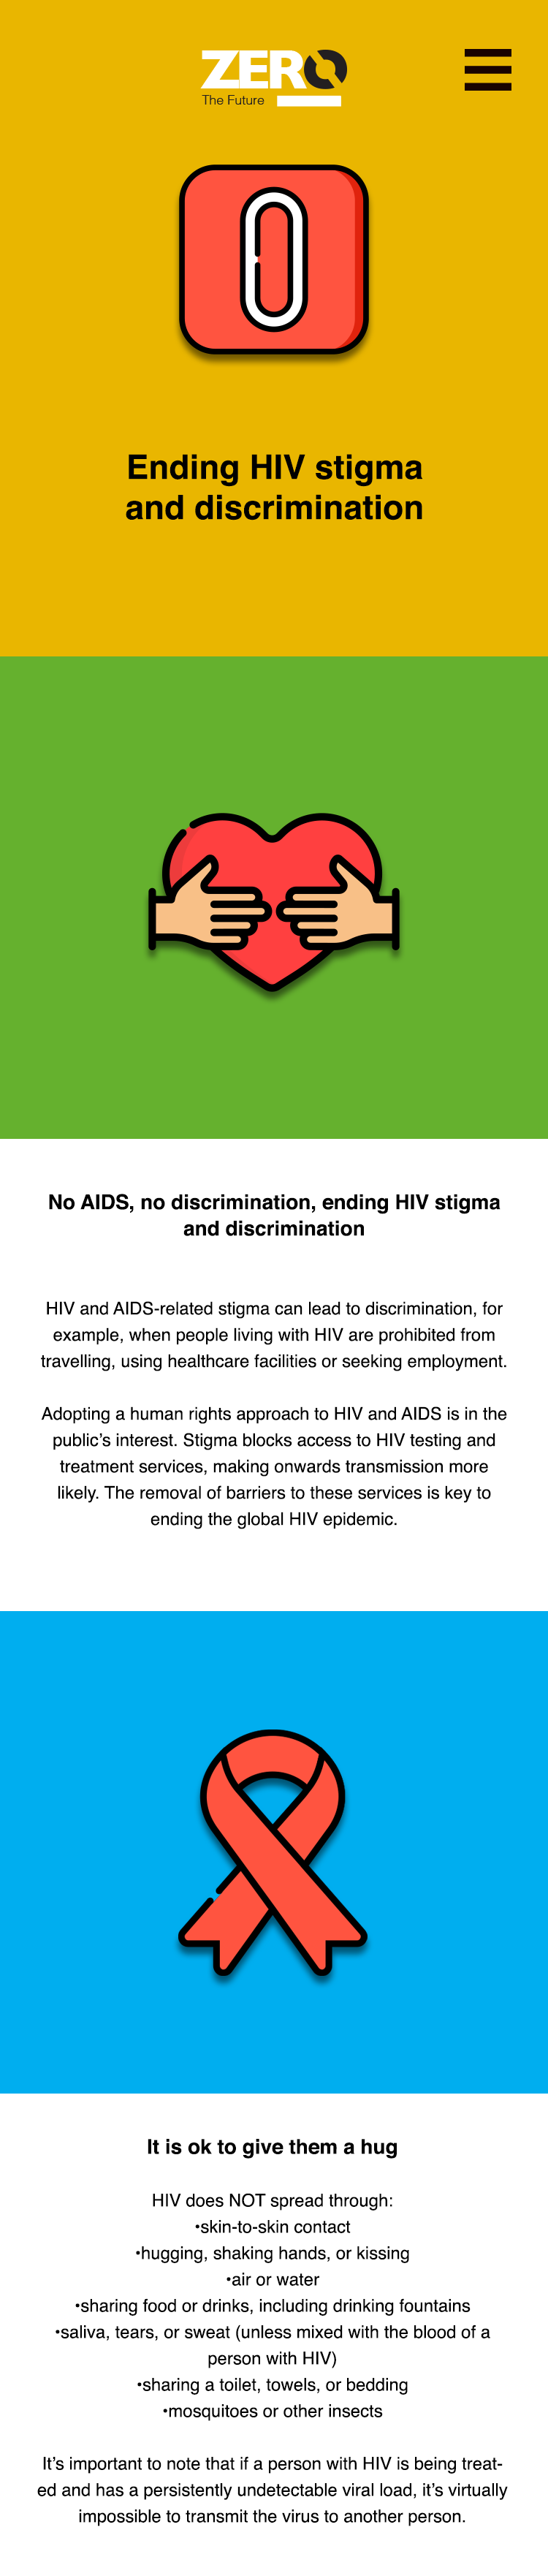 ZERO
The Future
0
Ending HIV stigma
and discrimination
No AIDS, no discrimination, ending HIV stigma
and discrimination
HIV and AIDS-related stigma can lead to discrimination, for
example, when people living with HIV are prohibited from
travelling, using healthcare facilities or seeking employment.
Adopting a human rights approach to HIV and AIDS is in the
public’s interest. Stigma blocks access to HIV testing and
treatment services, making onwards transmission more
likely. The removal of barriers to these services is key to
ending the global HIV epidemic.
It is ok to give them a hug
HIV does NOT spread through:
•skin-to-skin contact
•hugging, shaking hands, or kissing
•air or water
•sharing food or drinks, including drinking fountains
•saliva, tears, or sweat (unless mixed with the blood of a
person with HIV)
•sharing a toilet, towels, or bedding
•mosquitoes or other insects
It’s important to note that if a person with HIV is being treat-
ed and has a persistently undetectable viral load, it’s virtually
impossible to transmit the virus to another person.